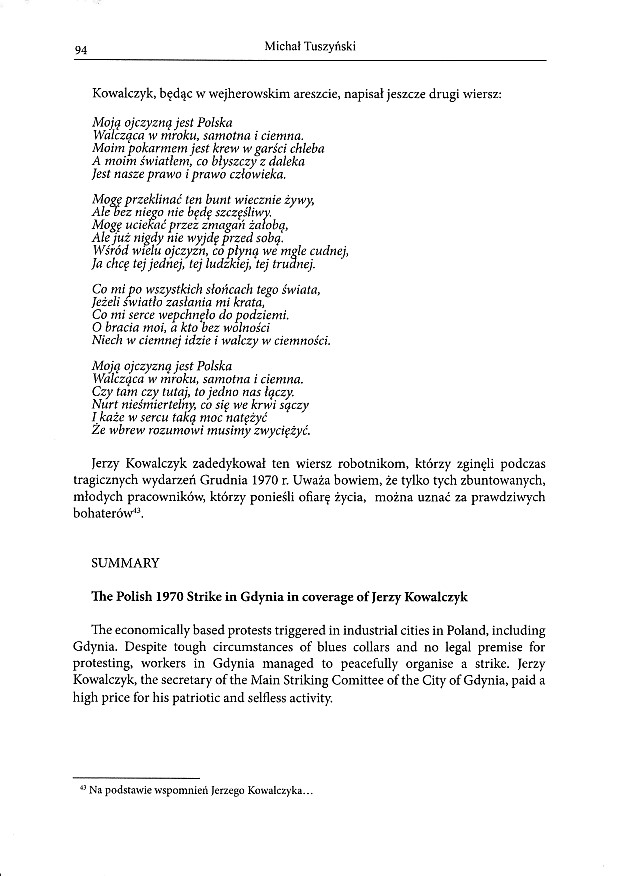 94
Michał Tuszyński
Kowalczyk, będąc w wejherowskim areszcie, napisał jeszcze drugi wiersz:
Moją ojczyzną jest Polska
Walcząca w mroku, samotna i ciemna.
Moim pokarmem jest krew w garści chleba
A moim światłem, co błyszczy z daleka
Jest nasze prawo i prawo człowieka.
Mogę przeklinać ten bunt wiecznie żywy,
Ale bez niego nie będę szczęśliwy.
Mogę uciekać przez zmagań żałobą,
Ale już nigdy nie wyjdę przed sobą.
Wśród wielu ojczyzn, co płyną we mgle cudnej,
Ja chcę tej jednej, tej ludzkiej, tej trudnej.
Co mi po wszystkich słońcach tego świata,
Jeżeli światło zasłania mi krata,
Co mi serce wepchnęło do podziemi.
O bracia moi, a kto bez wolności
Niech w ciemnej idzie i walczy w ciemności.
Moją ojczyzną jest Polska
Walcząca w mroku, samotna i ciemna.
Czy tam czy tutaj, to jedno nas łączy.
Nurt nieśmiertelny, co się we krwi sączy
I każe w sercu taką moc natężyć
Że wbrew rozumowi musimy zwyciężyć.
Jerzy Kowalczyk zadedykował ten wiersz robotnikom, którzy zginęli podczas
tragicznych wydarzeń Grudnia 1970 r. Uważa bowiem, że tylko tych zbuntowanych,
młodych pracowników, którzy ponieśli ofiarę życia, można uznać za prawdziwych
bohaterów⁴³.
SUMMARY
The Polish 1970 Strike in Gdynia in coverage of Jerzy Kowalczyk
The economically based protests triggered in industrial cities in Poland, including
Gdynia. Despite tough circumstances of blues collars and no legal premise for
protesting, workers in Gdynia managed to peacefully organise a strike. Jerzy
Kowalczyk, the secretary of the Main Striking Comittee of the City of Gdynia, paid a
high price for his patriotic and selfless activity.
⁴³ Na podstawie wspomnień Jerzego Kowalczyka…